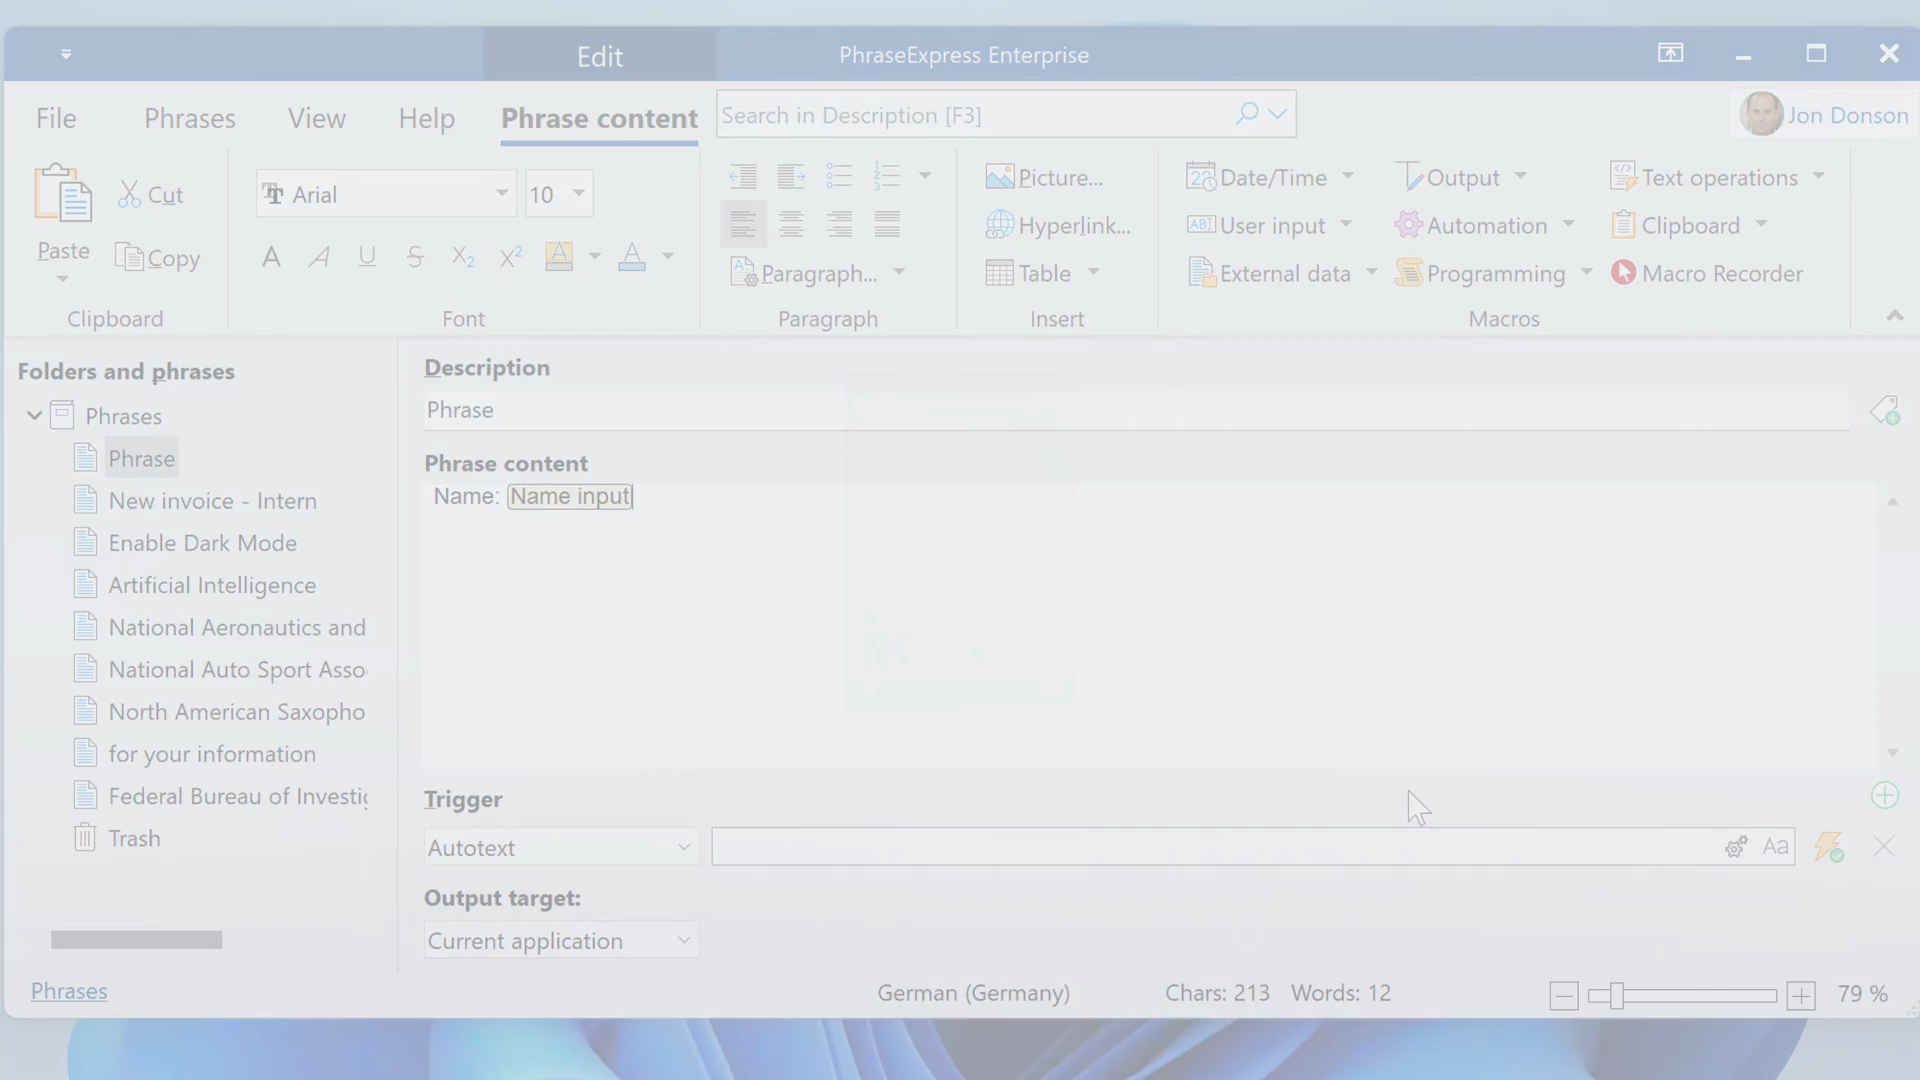 Edit
PhraseExpress Enterprise
File Phrases View Help Phrase content
Search in Description [F3]
Jon Donson
Paste
Cut
Copy
Clipboard
Arial
10
Font
Paragraph...
Paragraph
Picture...
Hyperlink...
Table
Insert
Date/Time
Output
Text operations
User input
Automation
Clipboard
External data
Programming
Macro Recorder
Macros
Folders and phrases
Phrases
Phrase
New invoice - Intern
Enable Dark Mode
Artificial Intelligence
National Aeronautics and
National Auto Sport Asso
North American Saxopho
for your information
Federal Bureau of Investig
Trash
Description
Phrase
Phrase content
Name: Name input
Trigger
Autotext
Aa
Output target:
Current application
Phrases
German (Germany)
Chars: 213
Words: 12
79 %